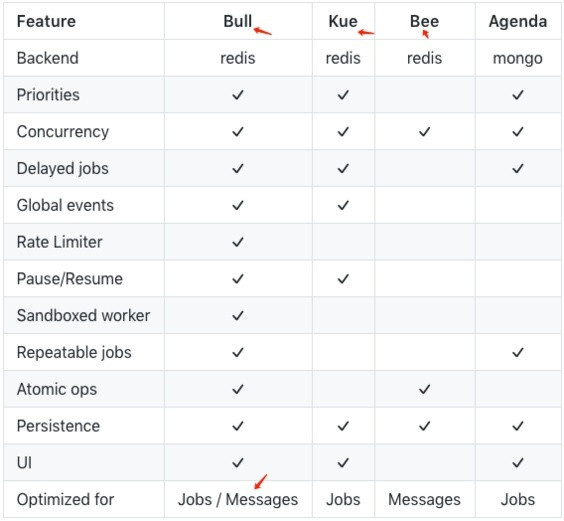 Feature Bull Kue Bee Agenda
Backend redis redis redis mongo
Priorities ✓ ✓ ✓
Concurrency ✓ ✓ ✓ ✓
Delayed jobs ✓ ✓ ✓
Global events ✓ ✓
Rate Limiter ✓
Pause/Resume ✓ ✓
Sandboxed worker ✓
Repeatable jobs ✓ ✓
Atomic ops ✓ ✓
Persistence ✓ ✓ ✓ ✓
UI ✓ ✓ ✓
Optimized for Jobs / Messages Jobs Messages Jobs